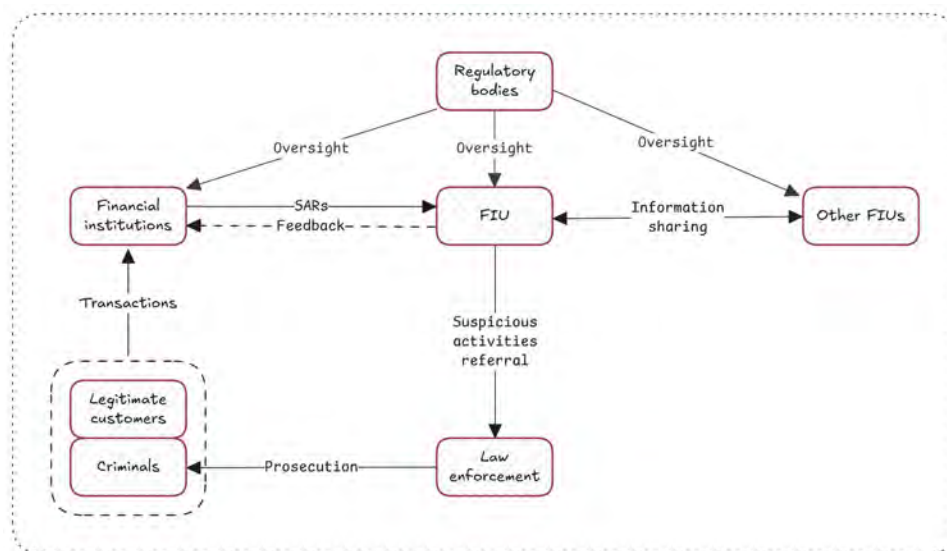 Regulatory
bodies
Oversight
Oversight
Oversight
Financial
institutions
SARs
Feedback
FIU
Information
sharing
Other FIUs
Transactions
Suspicious
activities
referral
Legitimate
customers
Criminals
Prosecution
Law
enforcement